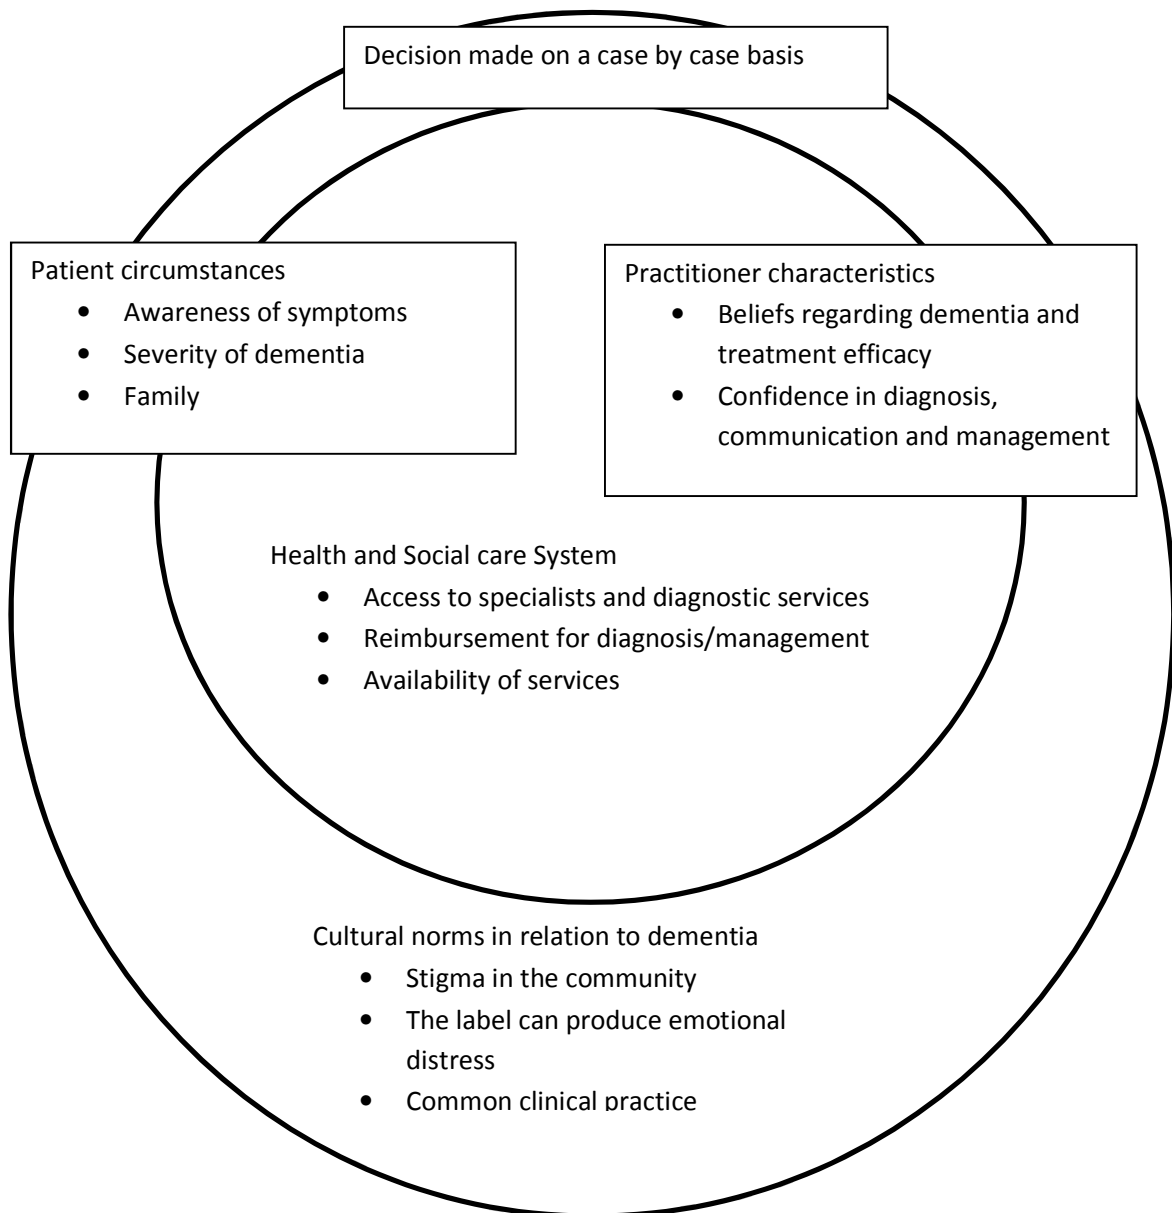 Decision made on a case by case basis
Patient circumstances
• Awareness of symptoms
• Severity of dementia
• Family
Practitioner characteristics
• Beliefs regarding dementia and
treatment efficacy
• Confidence in diagnosis,
communication and management
Health and Social care System
• Access to specialists and diagnostic services
• Reimbursement for diagnosis/management
• Availability of services
Cultural norms in relation to dementia
• Stigma in the community
• The label can produce emotional
distress
• Common clinical practice